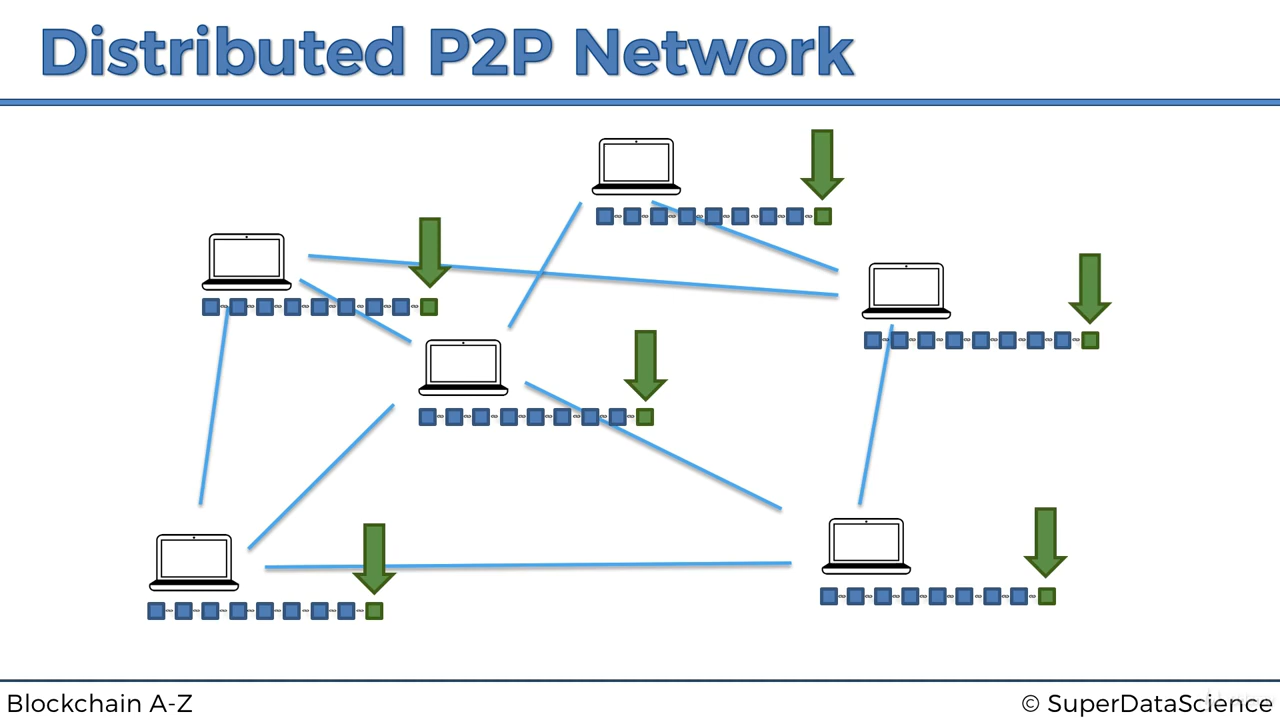 Distributed P2P Network
Blockchain A-Z
© SuperDataScience